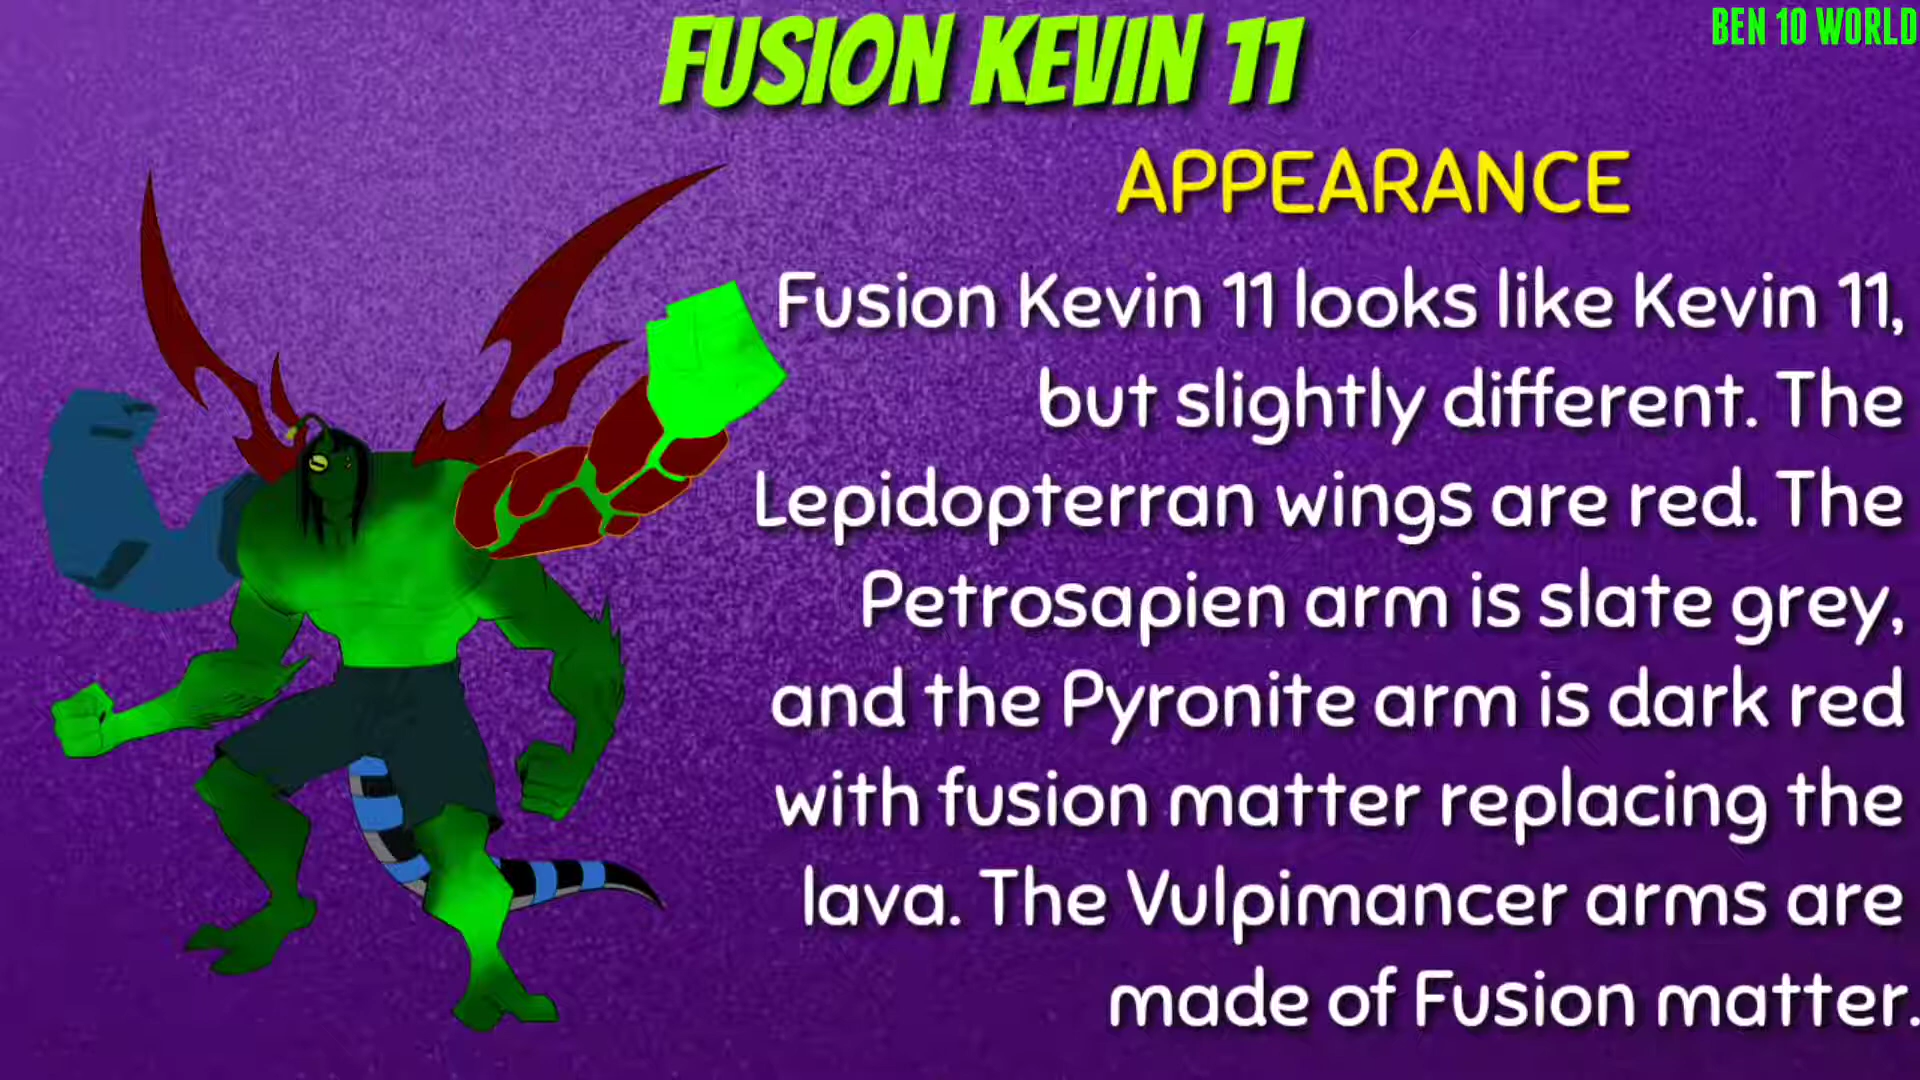 FUSION KEVIN 11
BEN 10 WORLD
APPEARANCE
Fusion Kevin 11 looks like Kevin 11,
but slightly different. The
Lepidopterran wings are red. The
Petrosapien arm is slate grey,
and the Pyronite arm is dark red
with fusion matter replacing the
lava. The Vulpimancer arms are
made of Fusion matter.